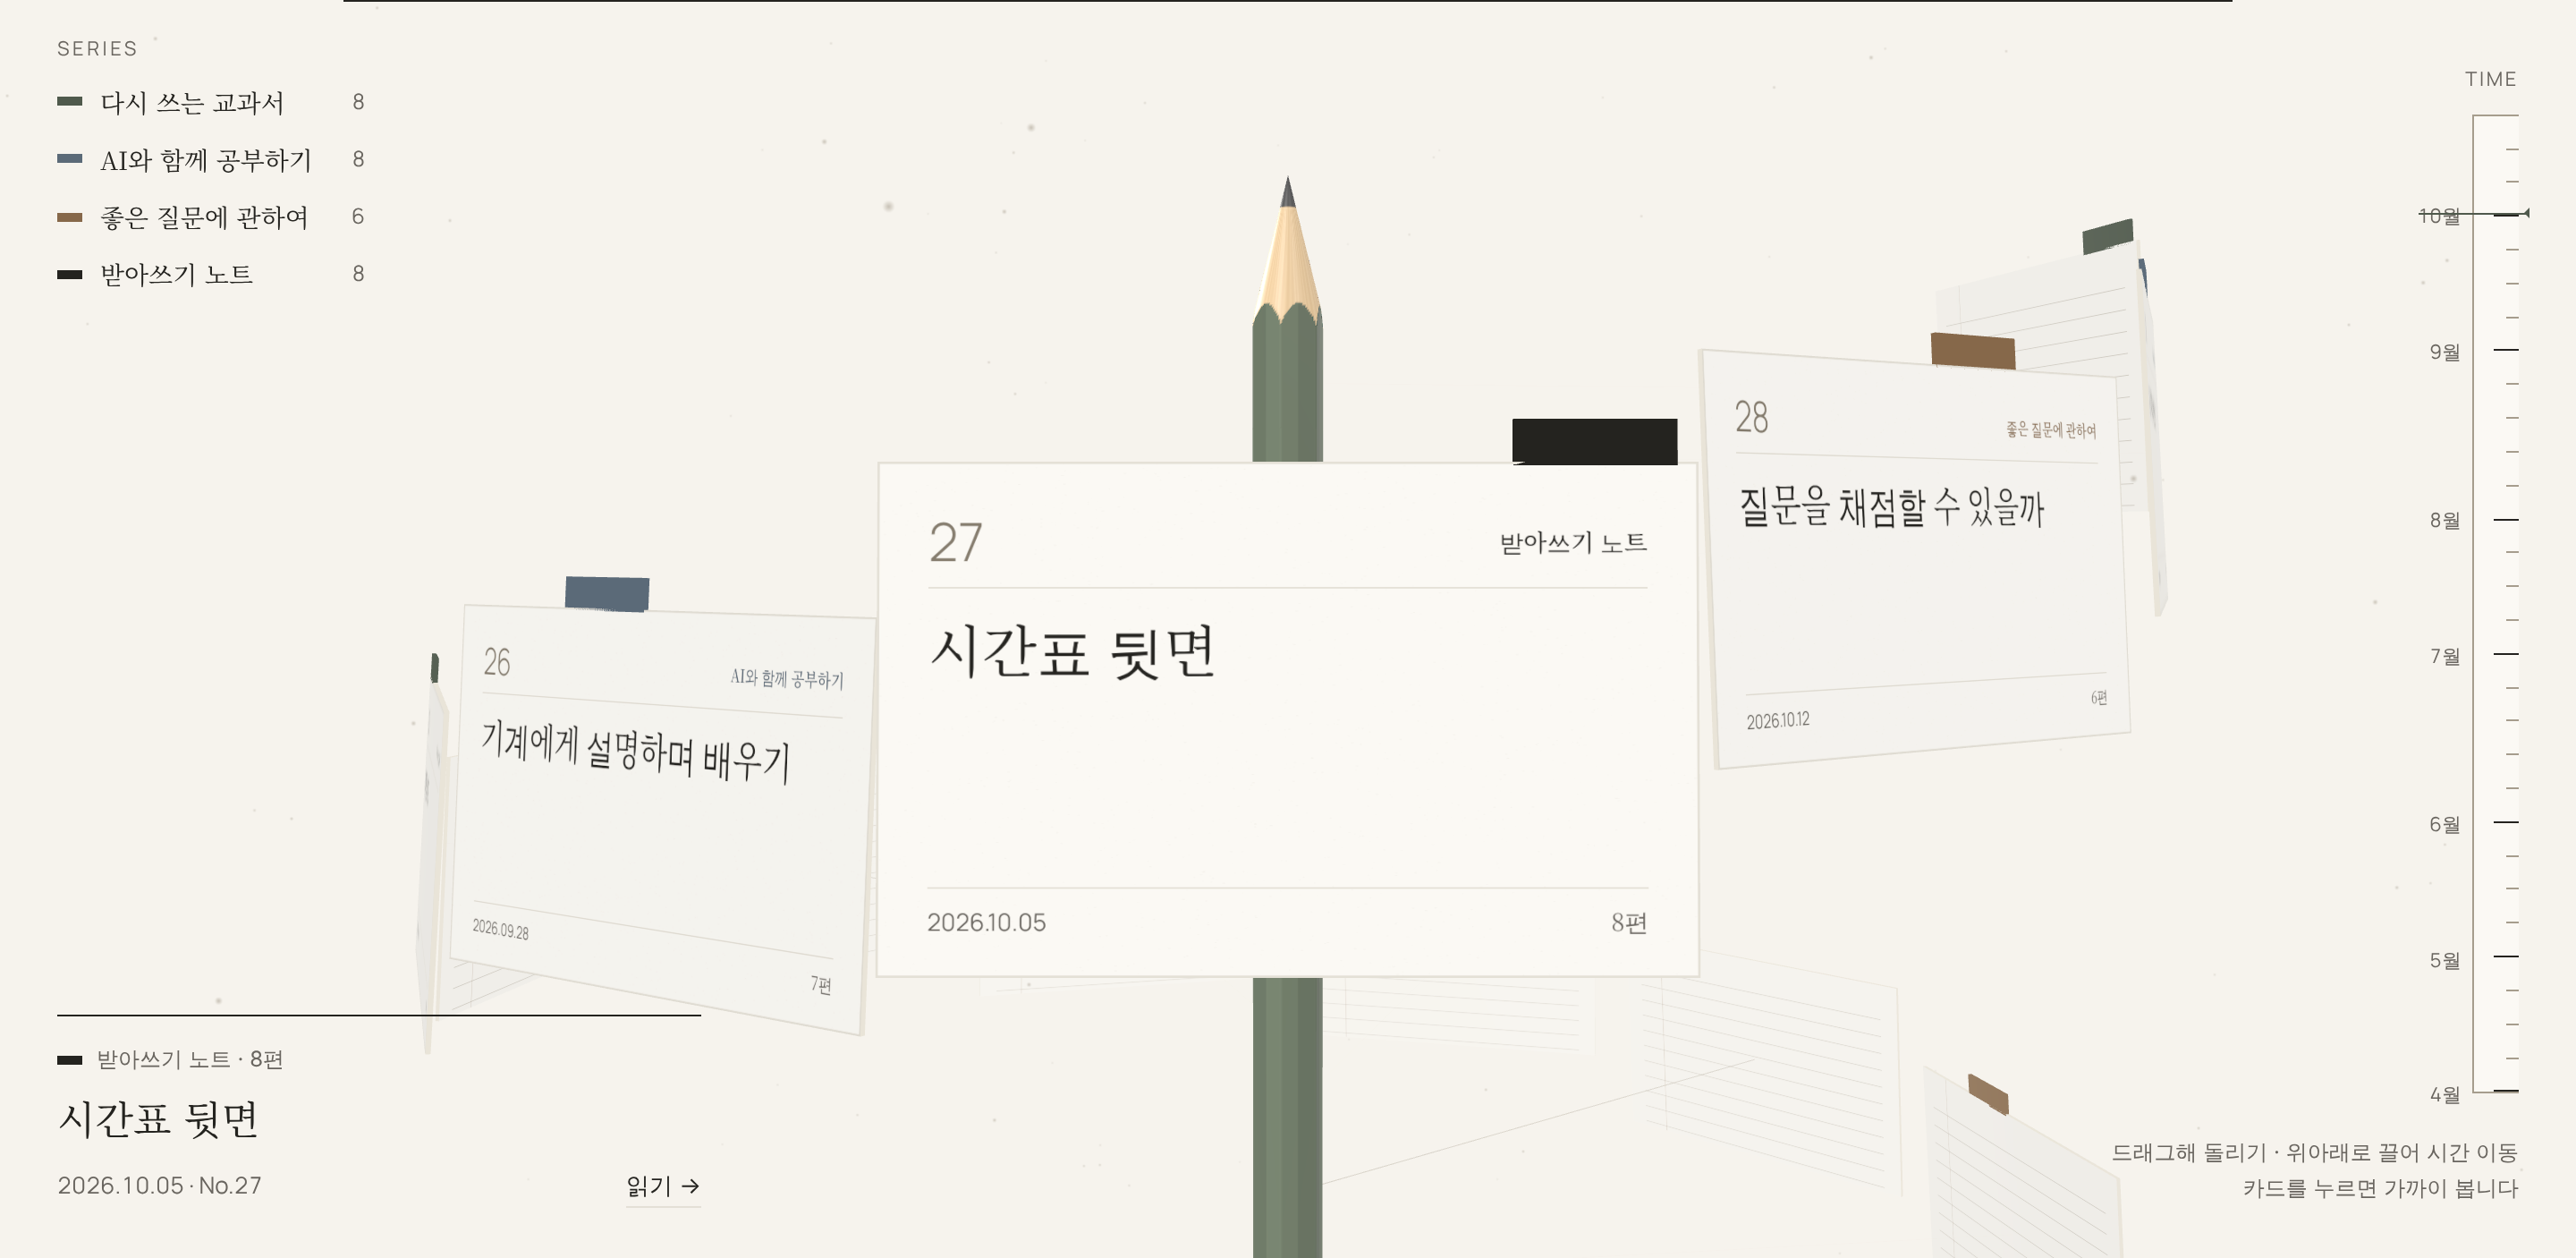 SERIES
다시 쓰는 교과서 8
AI와 함께 공부하기 8
좋은 질문에 관하여 6
받아쓰기 노트 8
TIME
10월
9월
8월
7월
6월
5월
4월
26
AI와 함께 공부하기
기계에게 설명하며 배우기
2026.09.28
7편
27
받아쓰기 노트
시간표 뒷면
2026.10.05
8편
28
좋은 질문에 관하여
질문을 채점할 수 있을까
2026.10.12
6편
받아쓰기 노트 · 8편
시간표 뒷면
2026.10.05 · No.27
읽기 →
드래그해 돌리기 · 위아래로 끌어 시간 이동
카드를 누르면 가까이 봅니다